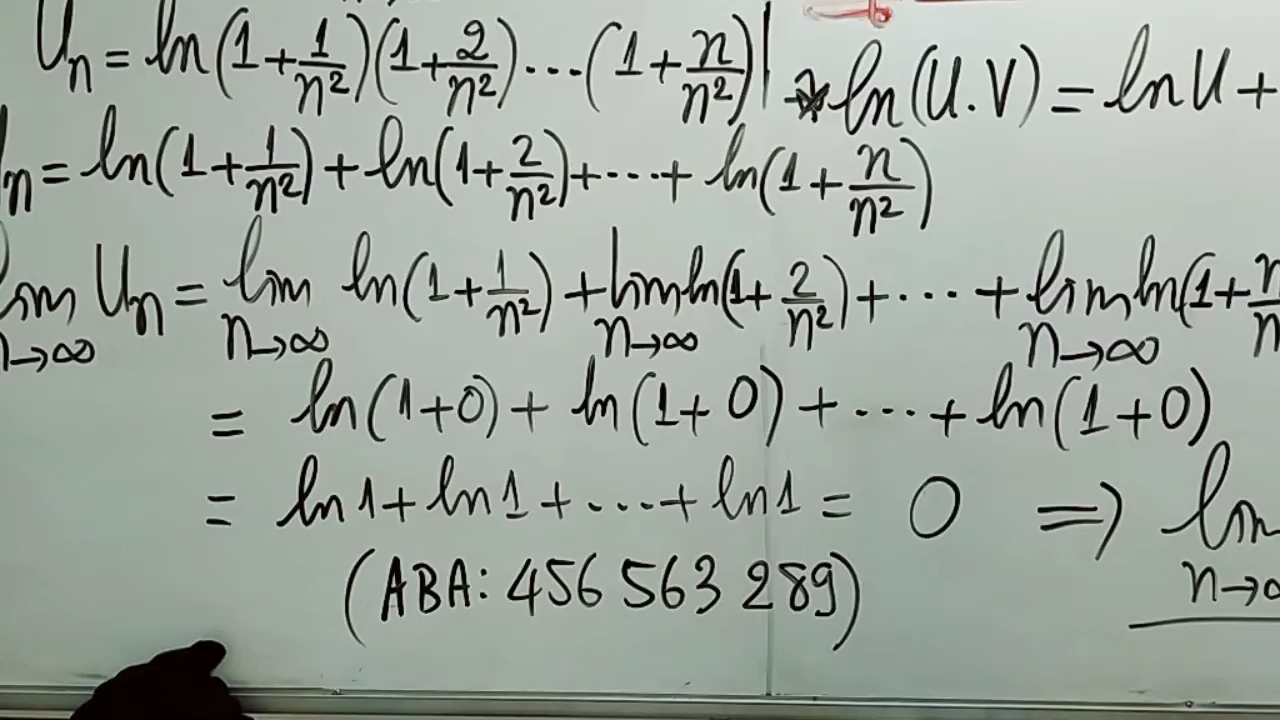 Un = ln(1+1/n²)(1+2/n²)...(1+n/n²)| * ln(U.V) = lnU +
n = ln(1+1/n²) + ln(1+2/n²) + ... + ln(1+n/n²)
lim n→∞ Un = lim n→∞ ln(1+1/n²) + lim n→∞ ln(1+2/n²) + ... + lim n→∞ ln(1+n/n
= ln(1+0) + ln(1+0) + ... + ln(1+0)
= ln1 + ln1 + ... + ln1 = 0 ⇒ lim n→∞
(ABA: 456 563 289)